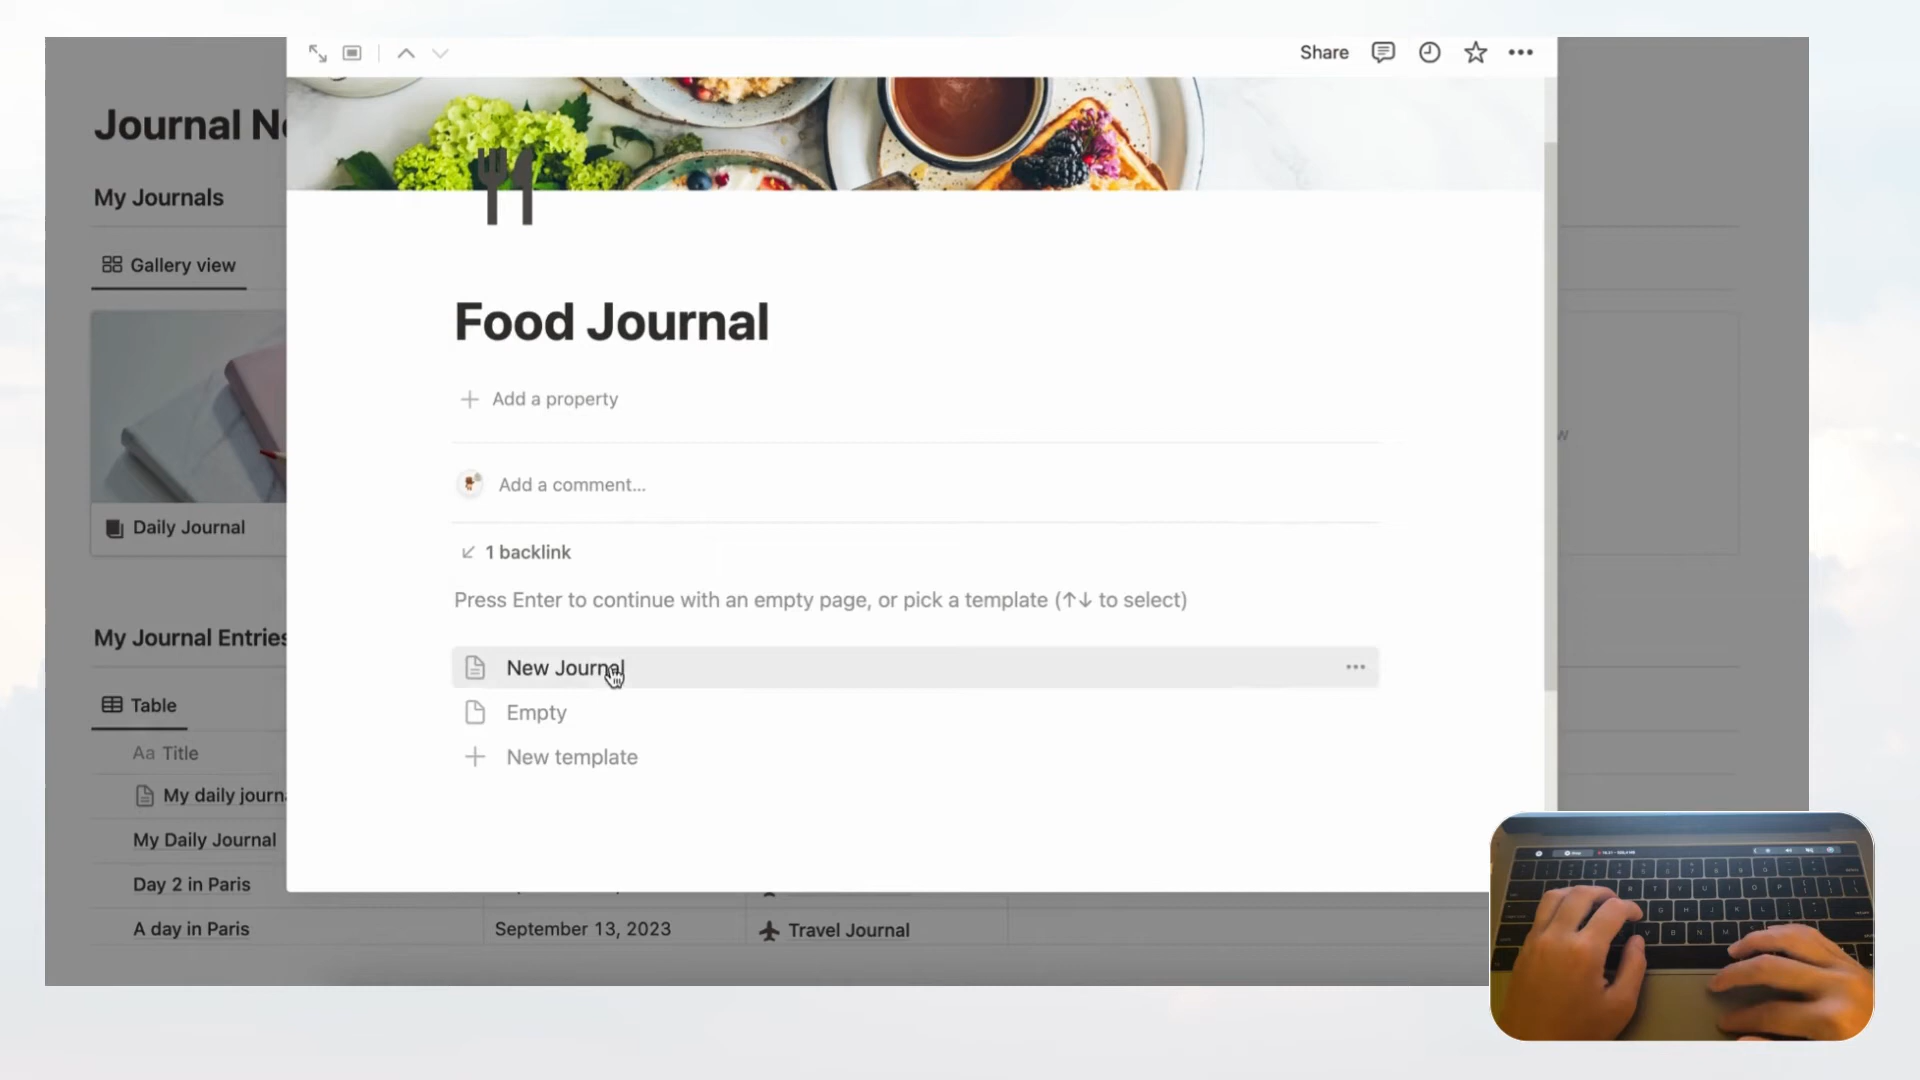 Share
Journal N
My Journals
Gallery view
Daily Journal
My Journal Entries
Table
Aa Title
My daily journ
My Daily Journal
Day 2 in Paris
A day in Paris
September 13, 2023
Travel Journal
Food Journal
Add a property
Add a comment...
1 backlink
Press Enter to continue with an empty page, or pick a template (↑↓ to select)
New Journal
Empty
New template